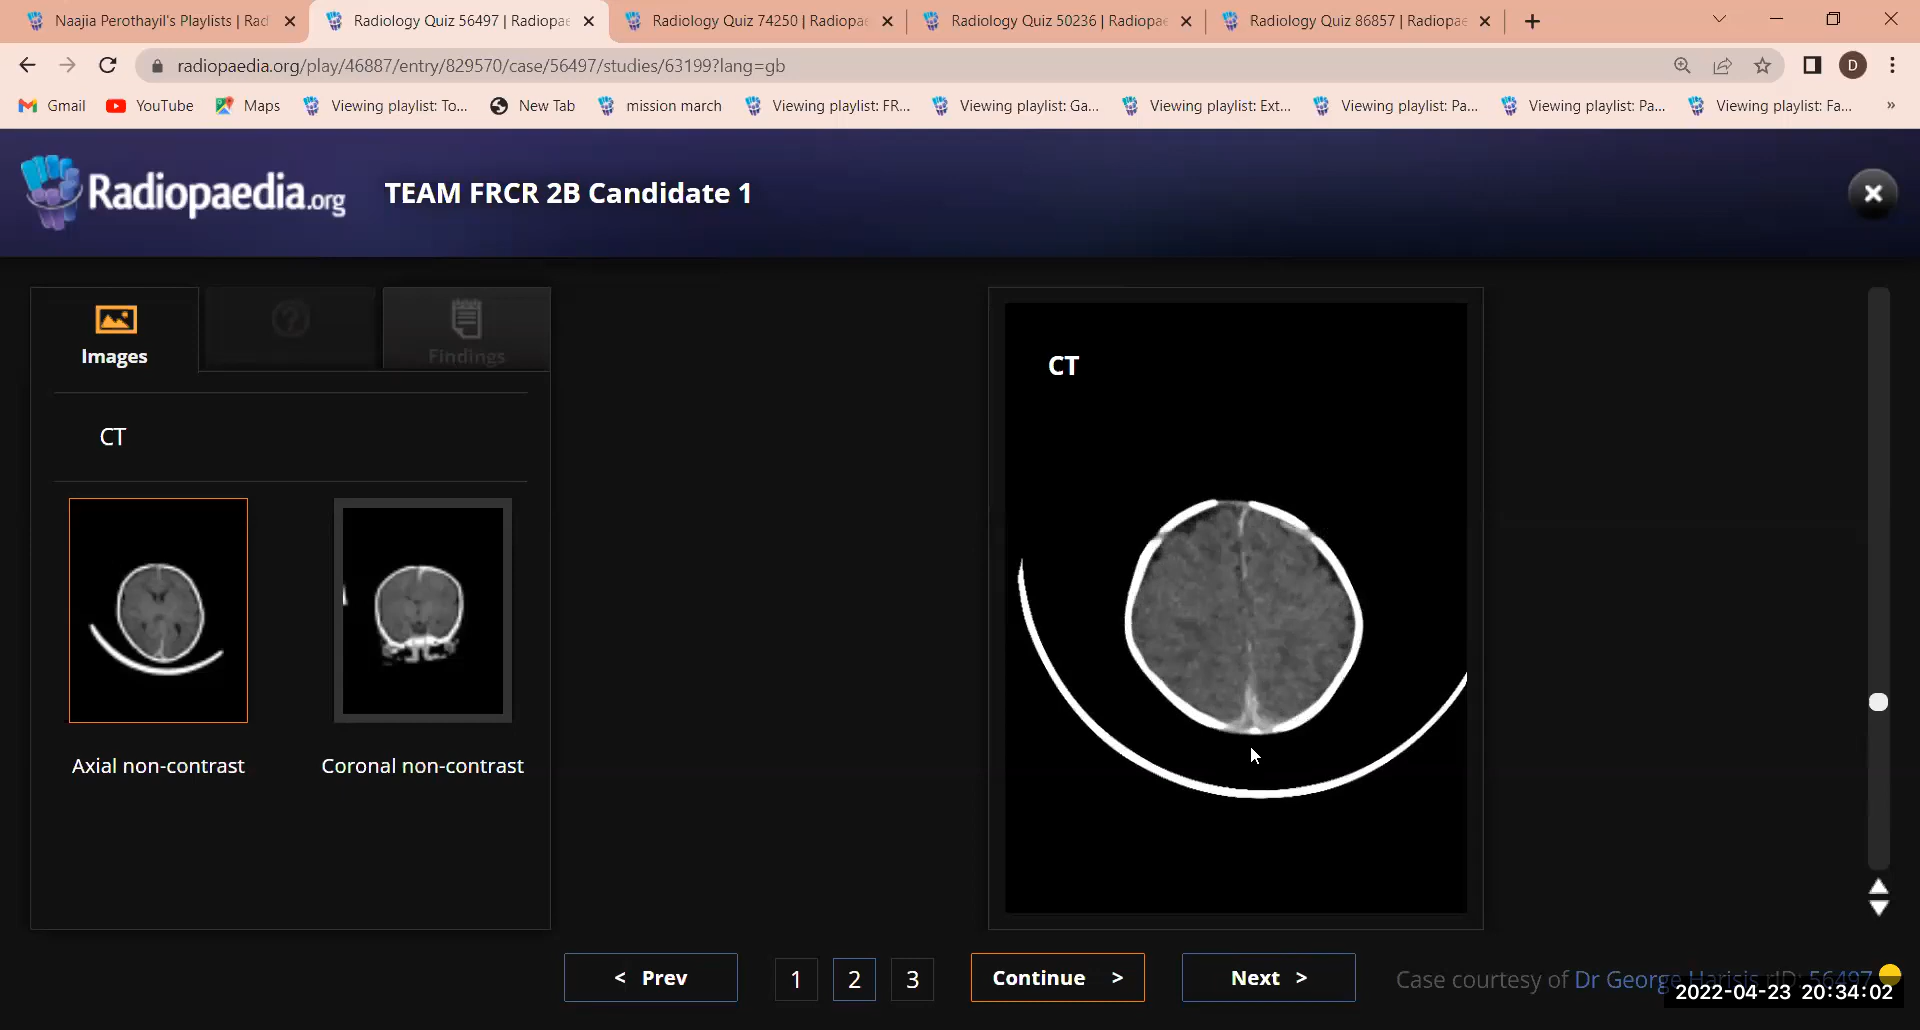 Naajia Perothayil's Playlists | Rad
Radiology Quiz 56497 | Radiopae
Radiology Quiz 74250 | Radiopae
Radiology Quiz 50236 | Radiopae
Radiology Quiz 86857 | Radiopae
radiopaedia.org/play/46887/entry/829570/case/56497/studies/63199?lang=gb
D
Gmail
YouTube
Maps
Viewing playlist: To...
New Tab
mission march
Viewing playlist: FR...
Viewing playlist: Ga...
Viewing playlist: Ext...
Viewing playlist: Pa...
Viewing playlist: Pa...
Viewing playlist: Fa...
»
Radiopaedia.org
TEAM FRCR 2B Candidate 1
Images
Findings
CT
CT
Axial non-contrast
Coronal non-contrast
< Prev
1
2
3
Continue >
Next >
Case courtesy of Dr George Harisis rID: 56497
2022-04-23 20:34:02